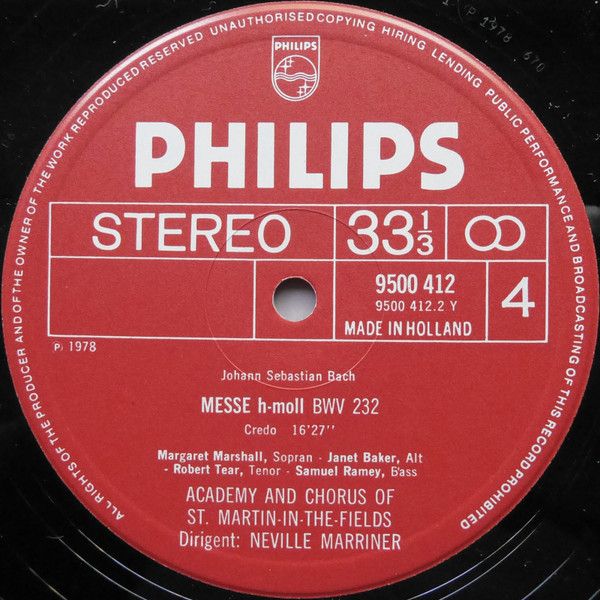 ALL RIGHTS OF THE PRODUCER AND OF THE OWNER OF THE WORK REPRODUCED RESERVED UNAUTHORISED COPYING HIRING LENDING PUBLIC PERFORMANCE AND BROADCASTING OF THIS RECORD PROHIBITED
PHILIPS
PHILIPS
STEREO 33 1/3
9500 412
9500 412.2 Y
4
MADE IN HOLLAND
P) 1978
Johann Sebastian Bach
MESSE h-moll BWV 232
Credo 16'27''
Margaret Marshall, Sopran - Janet Baker, Alt
- Robert Tear, Tenor - Samuel Ramey, Bass
ACADEMY AND CHORUS OF
ST. MARTIN-IN-THE-FIELDS
Dirigent: NEVILLE MARRINER